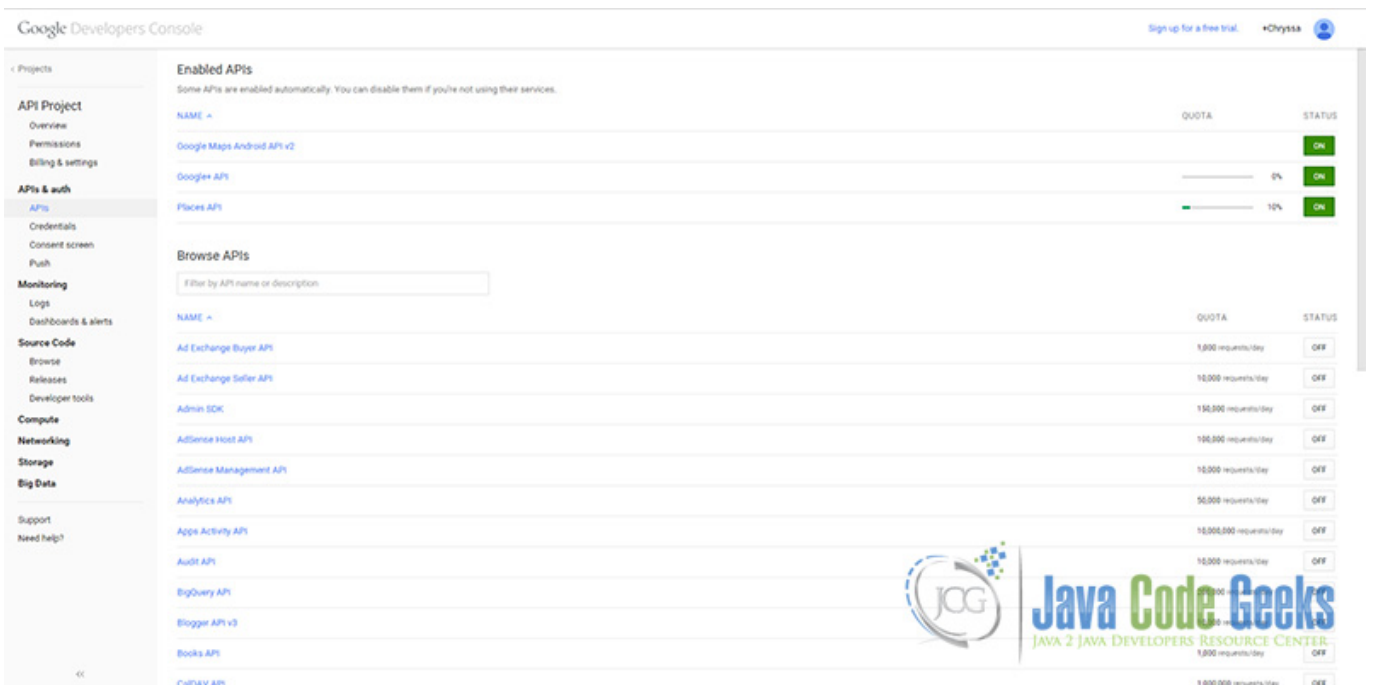 Google Developers Console
Sign up for a free trial. +Chryssa
< Projects
API Project
Overview
Permissions
Billing & settings
APIs & auth
APIs
Credentials
Consent screen
Push
Monitoring
Logs
Dashboards & alerts
Source Code
Browse
Releases
Developer tools
Compute
Networking
Storage
Big Data
Support
Need help?
<<
Enabled APIs
Some APIs are enabled automatically. You can disable them if you're not using their services.
NAME QUOTA STATUS
Google Maps Android API v2 ON
Google+ API 0% ON
Places API 10% ON
Browse APIs
Filter by API name or description
NAME QUOTA STATUS
Ad Exchange Buyer API 1,000 requests/day OFF
Ad Exchange Seller API 10,000 requests/day OFF
Admin SDK 150,000 requests/day OFF
AdSense Host API 100,000 requests/day OFF
AdSense Management API 10,000 requests/day OFF
Analytics API 50,000 requests/day OFF
Apps Activity API 10,000,000 requests/day OFF
Audit API 10,000 requests/day OFF
BigQuery API
Blogger API v3
Books API 1,000 requests/day OFF
CalDAV API 1,000,000 requests/day OFF
JCG
Java Code Geeks
JAVA 2 JAVA DEVELOPERS RESOURCE CENTER